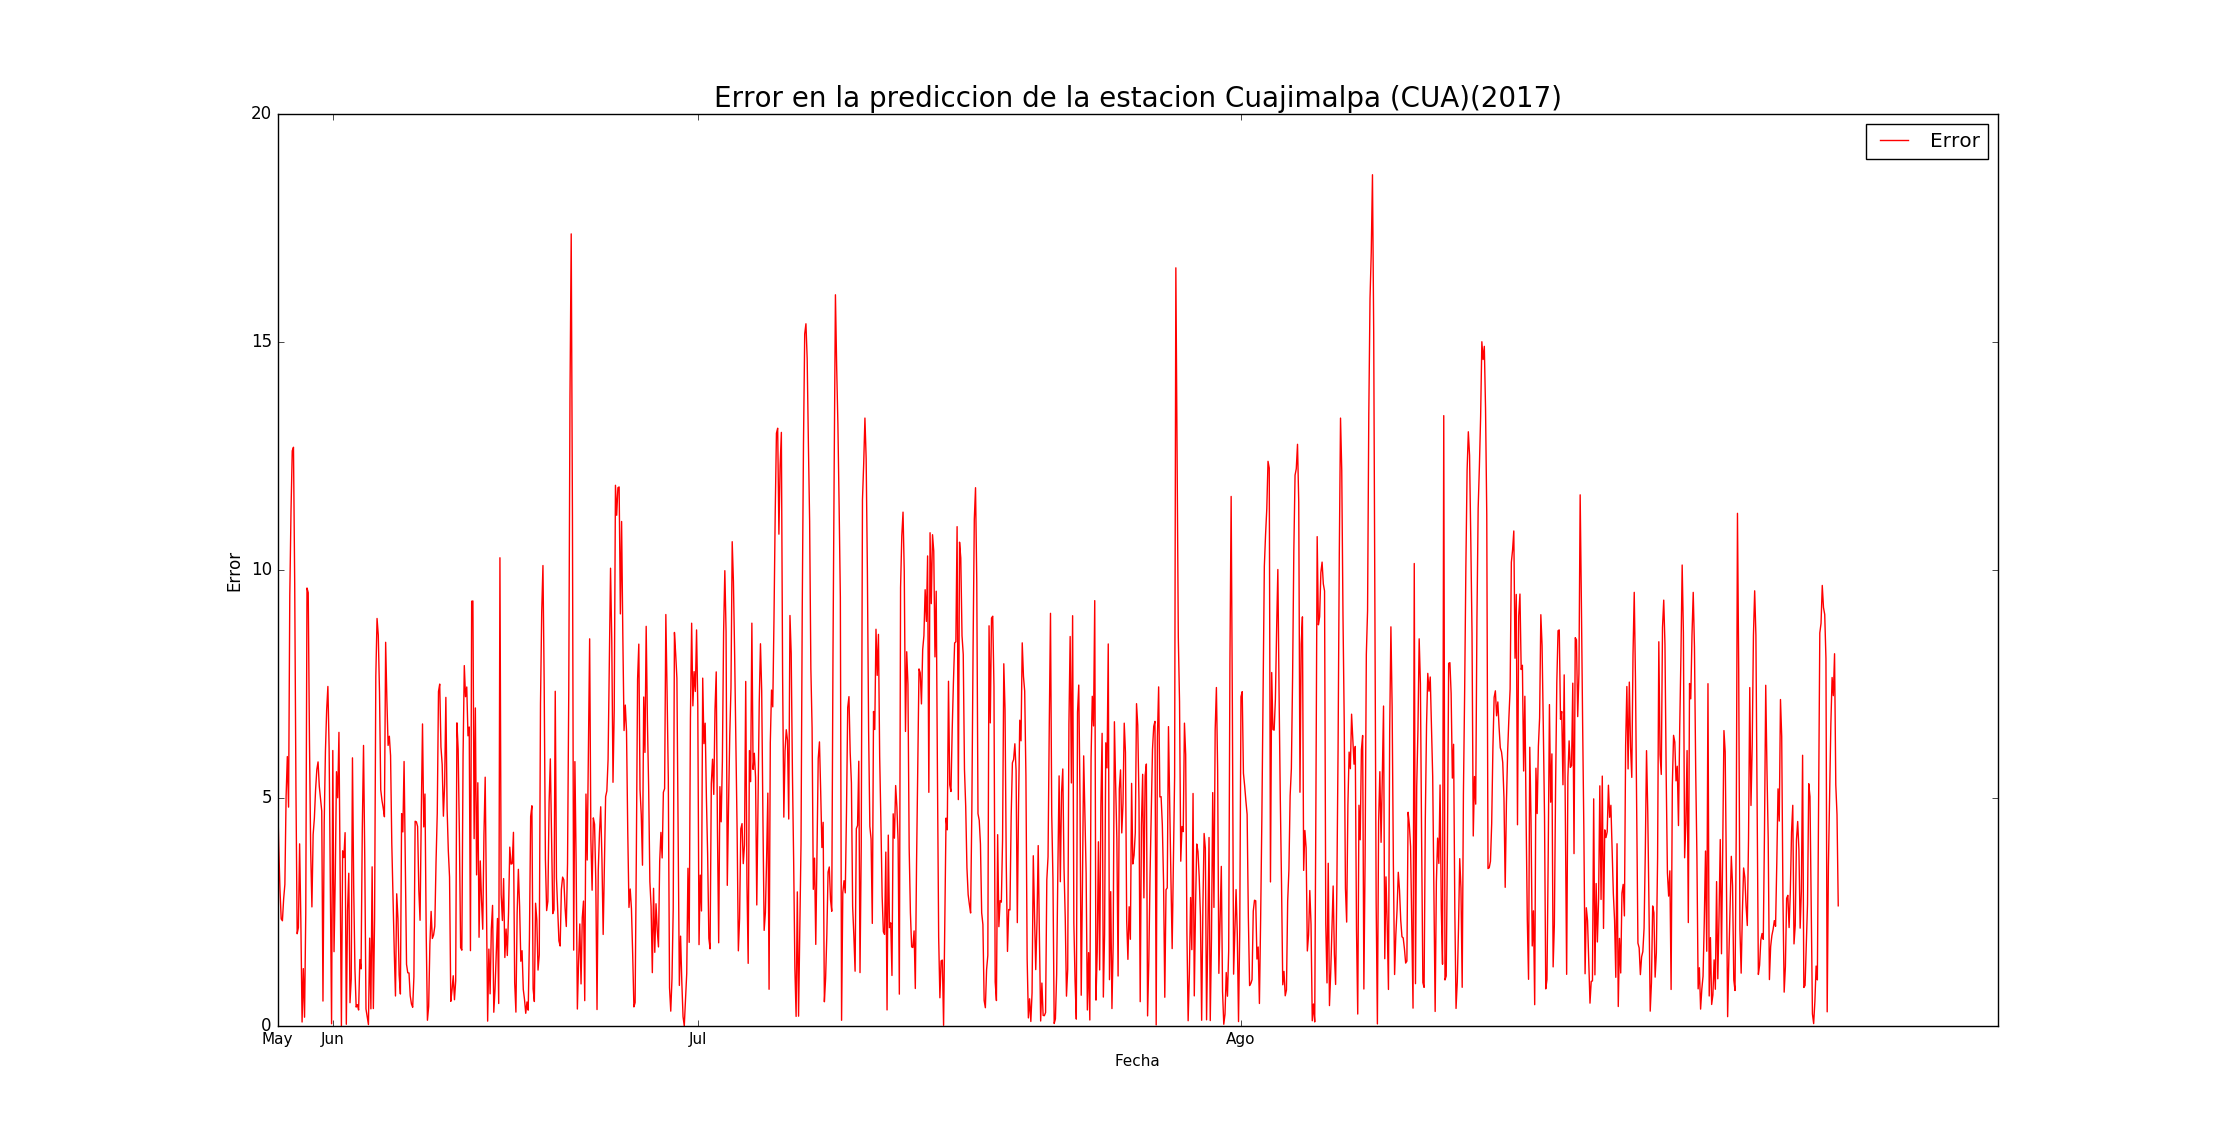 Error en la prediccion de la estacion Cuajimalpa (CUA)(2017)
20
Error
15
10
Error
5
0
May Jun Jul Ago
Fecha